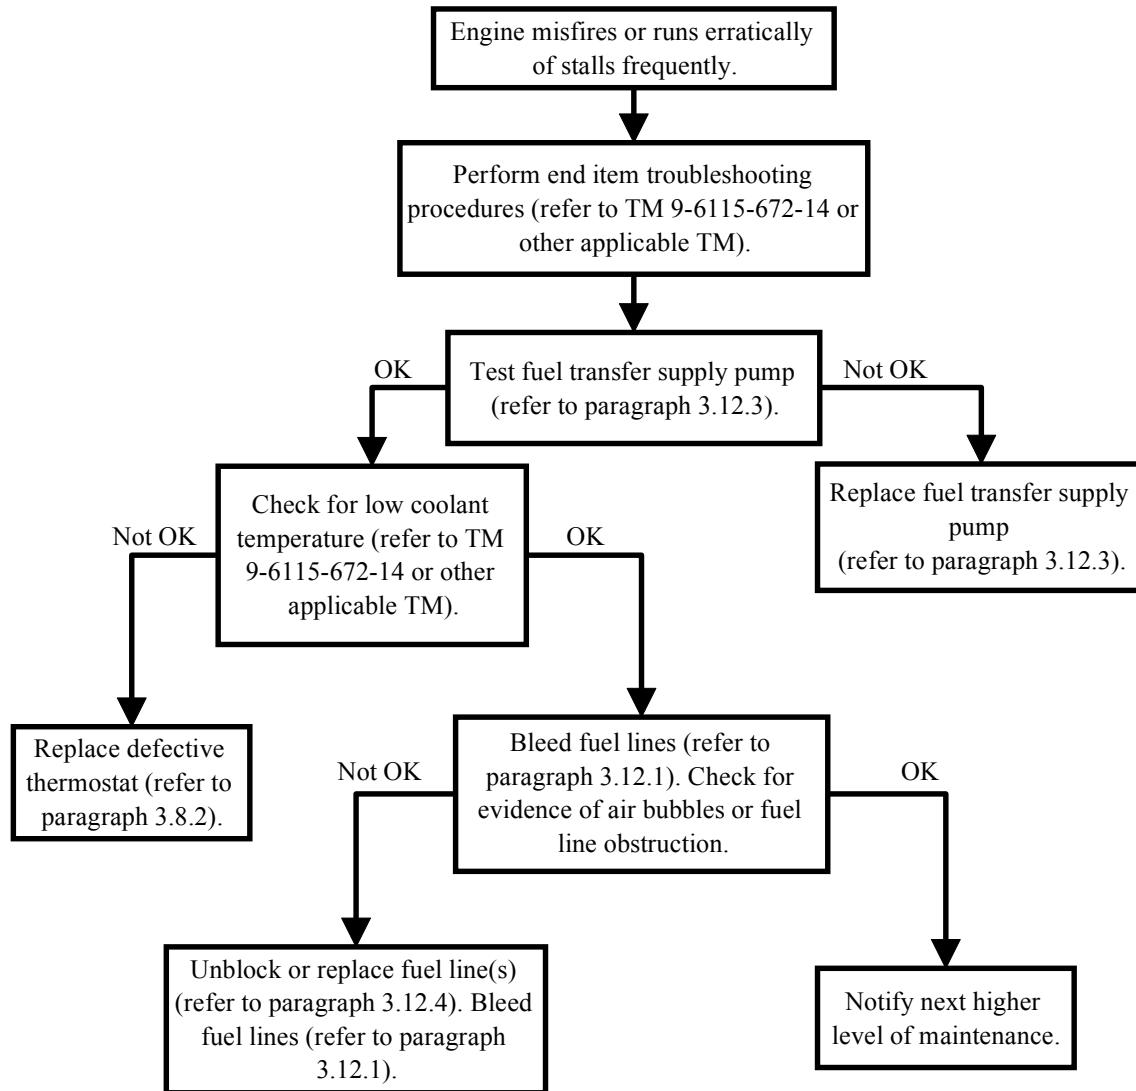 Engine misfires or runs erratically
of stalls frequently.
Perform end item troubleshooting
procedures (refer to TM 9-6115-672-14 or
other applicable TM).
OK
Test fuel transfer supply pump
(refer to paragraph 3.12.3).
Not OK
Check for low coolant
temperature (refer to TM
9-6115-672-14 or other
applicable TM).
Replace fuel transfer supply
pump
(refer to paragraph 3.12.3).
Not OK
OK
Replace defective
thermostat (refer to
paragraph 3.8.2).
Bleed fuel lines (refer to
paragraph 3.12.1). Check for
evidence of air bubbles or fuel
line obstruction.
Not OK
OK
Unblock or replace fuel line(s)
(refer to paragraph 3.12.4). Bleed
fuel lines (refer to paragraph
3.12.1).
Notify next higher
level of maintenance.